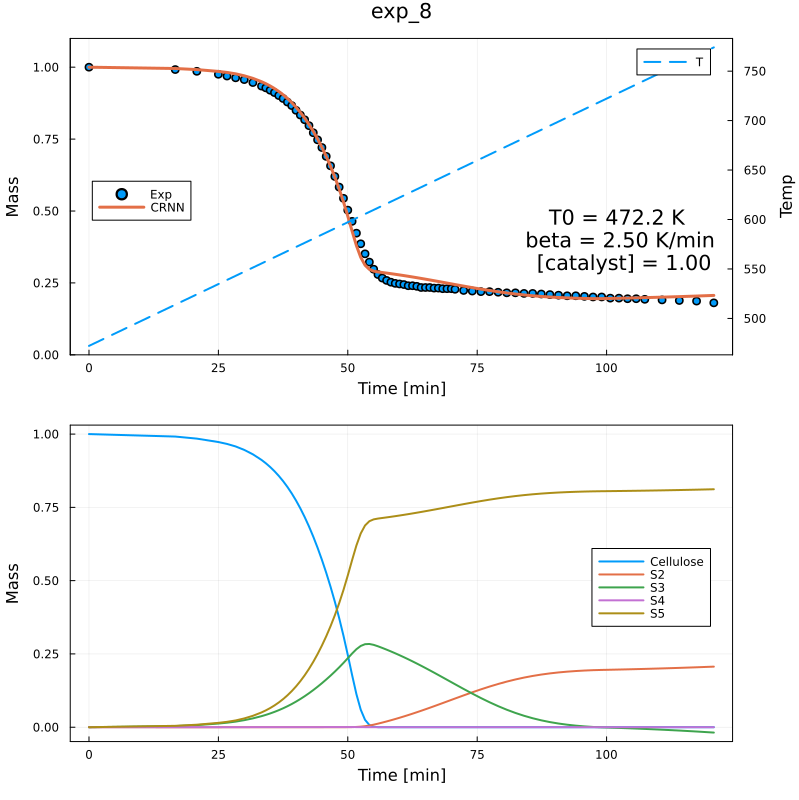 exp_8
1.00
0.75
0.50
0.25
0.00
Mass
750
700
650
600
550
500
Temp
T
Exp
CRNN
T0 = 472.2 K
beta = 2.50 K/min
[catalyst] = 1.00
0
25
50
75
100
Time [min]
1.00
0.75
0.50
0.25
0.00
Mass
Cellulose
S2
S3
S4
S5
0
25
50
75
100
Time [min]